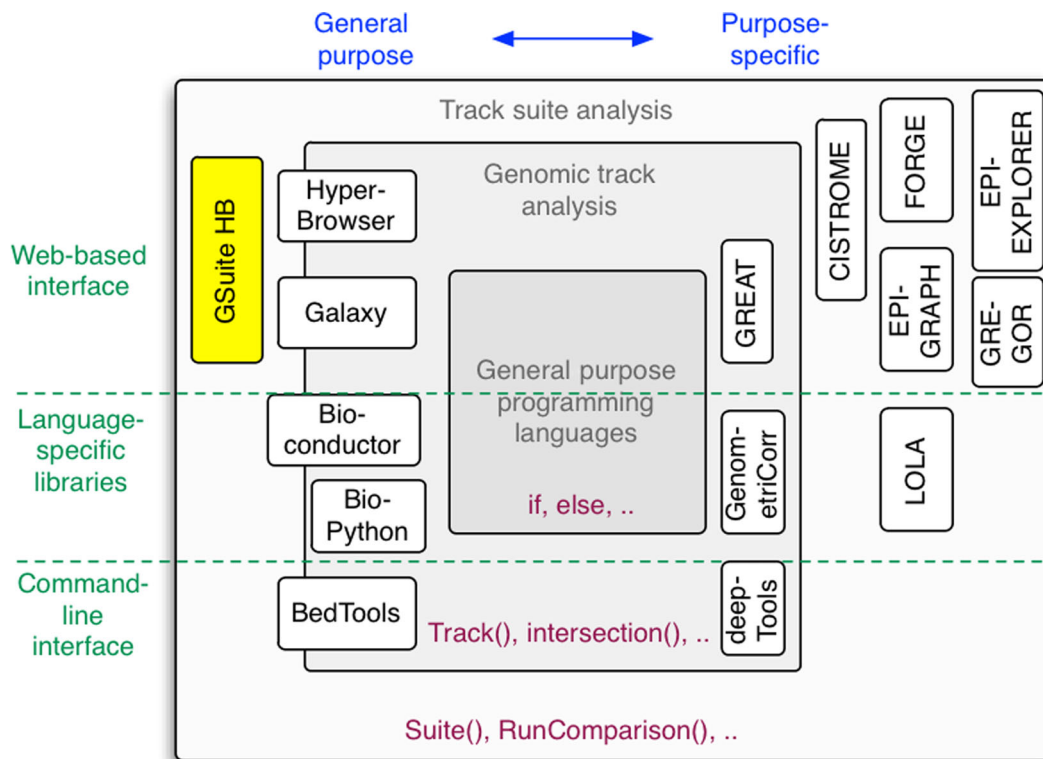 General
purpose
Purpose-
specific
Track suite analysis
Genomic track
analysis
Web-based
interface
GSuite HB
Hyper-
Browser
Galaxy
GREAT
CISTROME
FORGE
EPI-
GRAPH
EPI-
EXPLORER
GRE-
GOR
General purpose
programming
languages
if, else, ..
Language-
specific
libraries
Bio-
conductor
Bio-
Python
Genom-
etriCorr
LOLA
Command-
line
interface
BedTools
Track(), intersection(), ..
deep-
Tools
Suite(), RunComparison(), ..